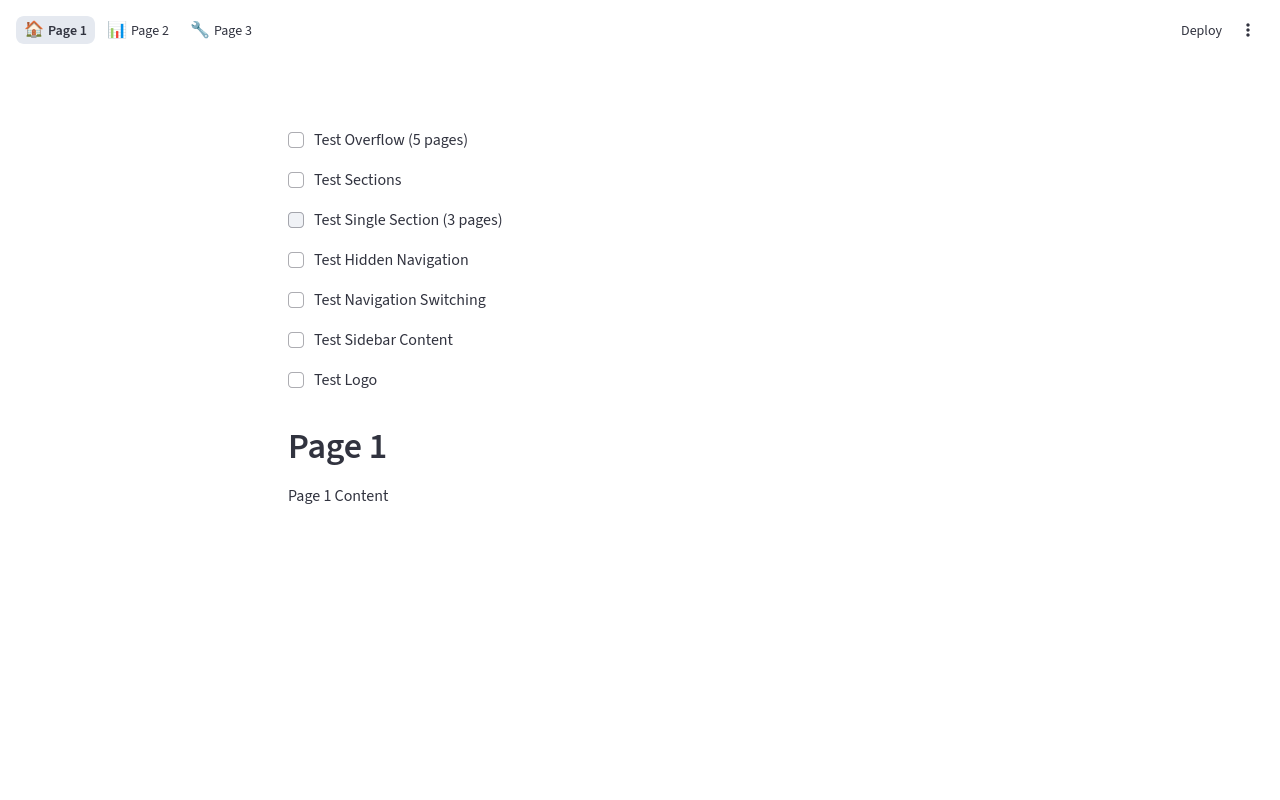 Page 1 Page 2 Page 3 Deploy
Test Overflow (5 pages)
Test Sections
Test Single Section (3 pages)
Test Hidden Navigation
Test Navigation Switching
Test Sidebar Content
Test Logo
Page 1
Page 1 Content